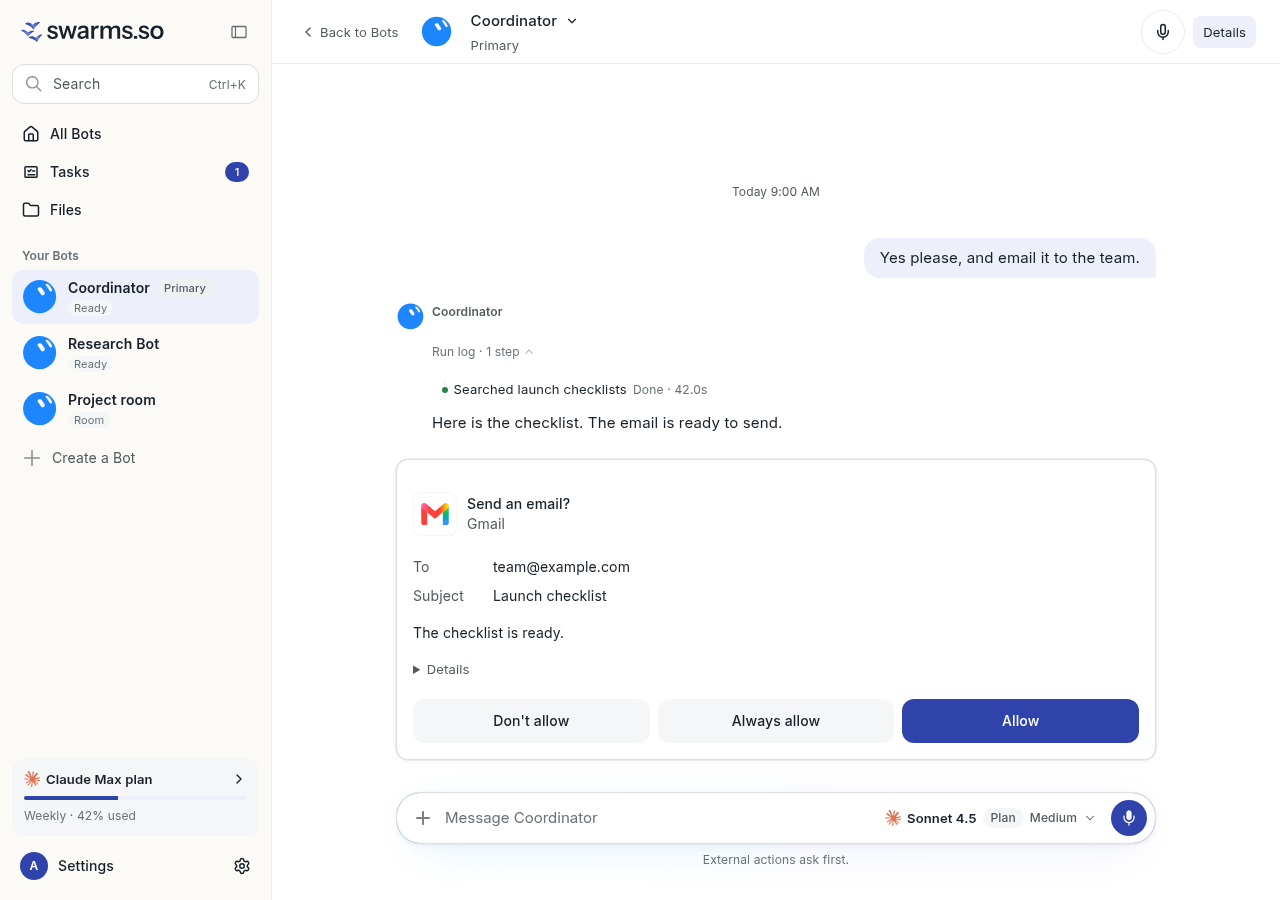 swarms.so
Search Ctrl+K
All Bots
Tasks 1
Files
Your Bots
Coordinator Primary
Ready
Research Bot
Ready
Project room
Room
Create a Bot
Claude Max plan
Weekly · 42% used
A Settings
Back to Bots
Coordinator
Primary
Details
Today 9:00 AM
Yes please, and email it to the team.
Coordinator
Run log · 1 step
Searched launch checklists Done · 42.0s
Here is the checklist. The email is ready to send.
Send an email?
Gmail
To team@example.com
Subject Launch checklist
The checklist is ready.
Details
Don't allow Always allow Allow
Message Coordinator Sonnet 4.5 Plan Medium
External actions ask first.